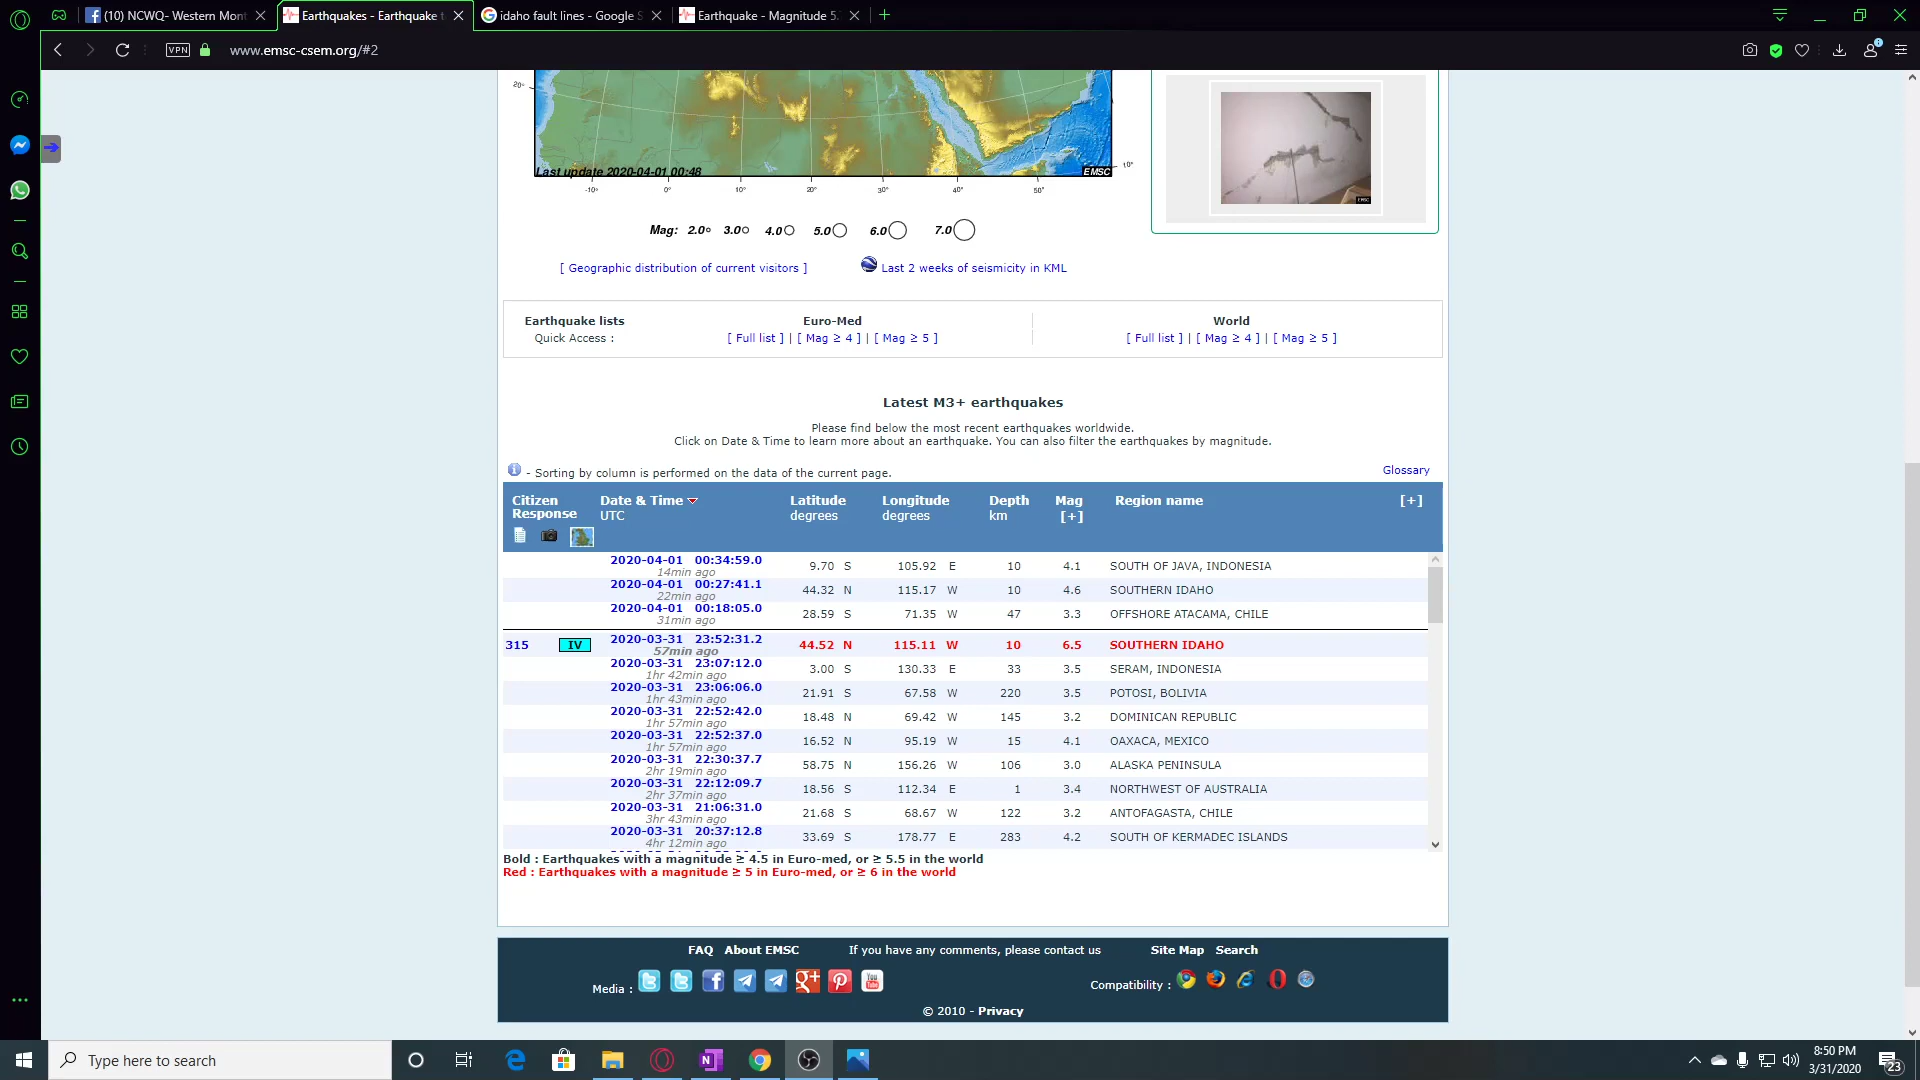 (10) NCWQ- Western Mont
Earthquakes - Earthquake t
idaho fault lines - Google S
Earthquake - Magnitude 5.
VPN
www.emsc-csem.org/#2
20°
Last update 2020-04-01 00:48
EMSC
10°
-10° 0° 10° 20° 30° 40° 50°
Mag: 2.0 3.0 4.0 5.0 6.0 7.0
[ Geographic distribution of current visitors ]
Last 2 weeks of seismicity in KML
Earthquake lists Euro-Med World
Quick Access : [ Full list ] | [ Mag ≥ 4 ] | [ Mag ≥ 5 ] [ Full list ] | [ Mag ≥ 4 ] | [ Mag ≥ 5 ]
Latest M3+ earthquakes
Please find below the most recent earthquakes worldwide.
Click on Date & Time to learn more about an earthquake. You can also filter the earthquakes by magnitude.
- Sorting by column is performed on the data of the current page.
Glossary
Citizen Response
Date & Time UTC
Latitude degrees
Longitude degrees
Depth km
Mag [+]
Region name
[+]
2020-04-01 00:34:59.0 9.70 S 105.92 E 10 4.1 SOUTH OF JAVA, INDONESIA
14min ago
2020-04-01 00:27:41.1 44.32 N 115.17 W 10 4.6 SOUTHERN IDAHO
22min ago
2020-04-01 00:18:05.0 28.59 S 71.35 W 47 3.3 OFFSHORE ATACAMA, CHILE
31min ago
315 IV 2020-03-31 23:52:31.2 44.52 N 115.11 W 10 6.5 SOUTHERN IDAHO
57min ago
2020-03-31 23:07:12.0 3.00 S 130.33 E 33 3.5 SERAM, INDONESIA
1hr 42min ago
2020-03-31 23:06:06.0 21.91 S 67.58 W 220 3.5 POTOSI, BOLIVIA
1hr 43min ago
2020-03-31 22:52:42.0 18.48 N 69.42 W 145 3.2 DOMINICAN REPUBLIC
1hr 57min ago
2020-03-31 22:52:37.0 16.52 N 95.19 W 15 4.1 OAXACA, MEXICO
1hr 57min ago
2020-03-31 22:30:37.7 58.75 N 156.26 W 106 3.0 ALASKA PENINSULA
2hr 19min ago
2020-03-31 22:12:09.7 18.56 S 112.34 E 1 3.4 NORTHWEST OF AUSTRALIA
2hr 37min ago
2020-03-31 21:06:31.0 21.68 S 68.67 W 122 3.2 ANTOFAGASTA, CHILE
3hr 43min ago
2020-03-31 20:37:12.8 33.69 S 178.77 E 283 4.2 SOUTH OF KERMADEC ISLANDS
4hr 12min ago
Bold : Earthquakes with a magnitude ≥ 4.5 in Euro-med, or ≥ 5.5 in the world
Red : Earthquakes with a magnitude ≥ 5 in Euro-med, or ≥ 6 in the world
FAQ About EMSC If you have any comments, please contact us Site Map Search
Media :
Compatibility :
© 2010 - Privacy
Type here to search
8:50 PM
3/31/2020
23